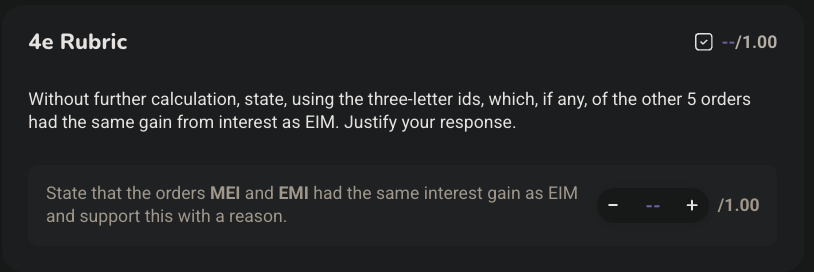 4e Rubric
--/1.00
Without further calculation, state, using the three-letter ids, which, if any, of the other 5 orders
had the same gain from interest as EIM. Justify your response.
State that the orders MEI and EMI had the same interest gain as EIM
and support this with a reason.
− -- + /1.00